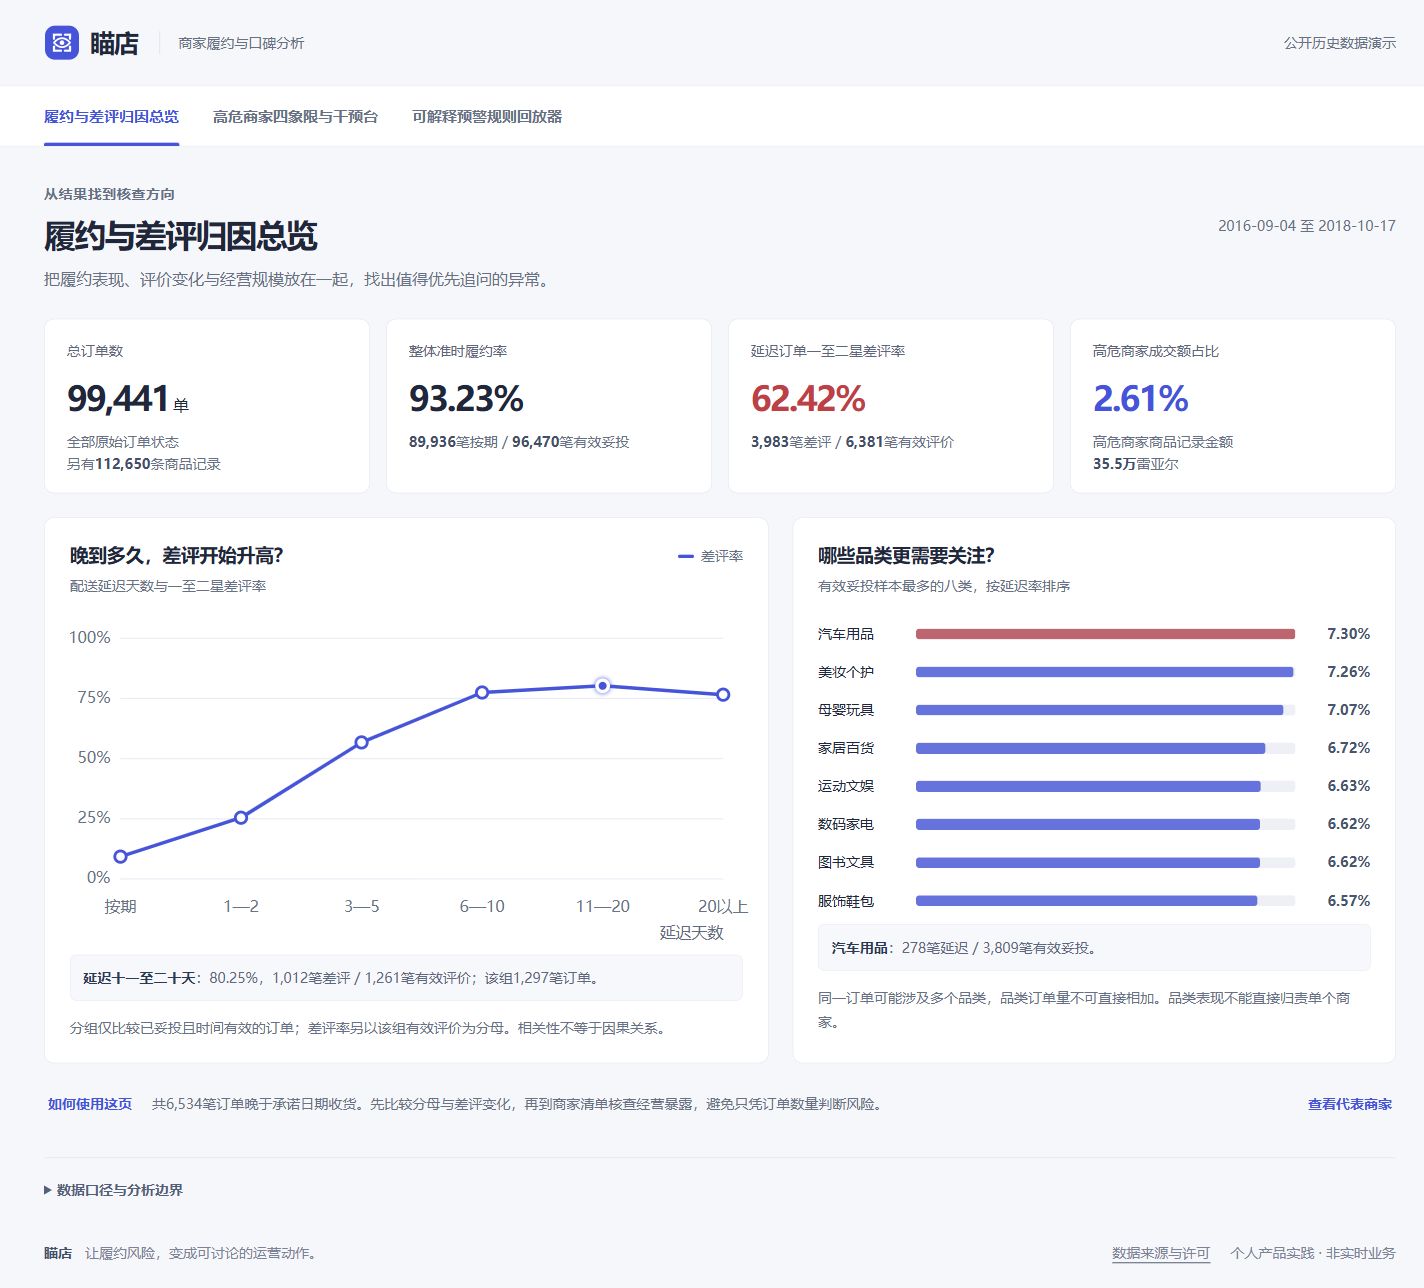 瞄店
商家履约与口碑分析
公开历史数据演示
履约与差评归因总览
高危商家四象限与干预台
可解释预警规则回放器
从结果找到核查方向
履约与差评归因总览
2016-09-04 至 2018-10-17
把履约表现、评价变化与经营规模放在一起，找出值得优先追问的异常。
总订单数
99,441 单
全部原始订单状态
另有112,650条商品记录
整体准时履约率
93.23%
89,936笔按期 / 96,470笔有效妥投
延迟订单一至二星差评率
62.42%
3,983笔差评 / 6,381笔有效评价
高危商家成交额占比
2.61%
高危商家商品记录金额
35.5万雷亚尔
晚到多久，差评开始升高？
差评率
配送延迟天数与一至二星差评率
100%
75%
50%
25%
0%
按期
1—2
3—5
6—10
11—20
20以上
延迟天数
延迟十一至二十天：80.25%，1,012笔差评 / 1,261笔有效评价；该组1,297笔订单。
分组仅比较已妥投且时间有效的订单；差评率另以该组有效评价为分母。相关性不等于因果关系。
哪些品类更需要关注？
有效妥投样本最多的八类，按延迟率排序
汽车用品 7.30%
美妆个护 7.26%
母婴玩具 7.07%
家居百货 6.72%
运动文娱 6.63%
数码家电 6.62%
图书文具 6.62%
服饰鞋包 6.57%
汽车用品：278笔延迟 / 3,809笔有效妥投。
同一订单可能涉及多个品类，品类订单量不可直接相加。品类表现不能直接归责单个商
家。
如何使用这页
共6,534笔订单晚于承诺日期收货。先比较分母与差评变化，再到商家清单核查经营暴露，避免只凭订单数量判断风险。
查看代表商家
数据口径与分析边界
瞄店
让履约风险，变成可讨论的运营动作。
数据来源与许可
个人产品实践 · 非实时业务